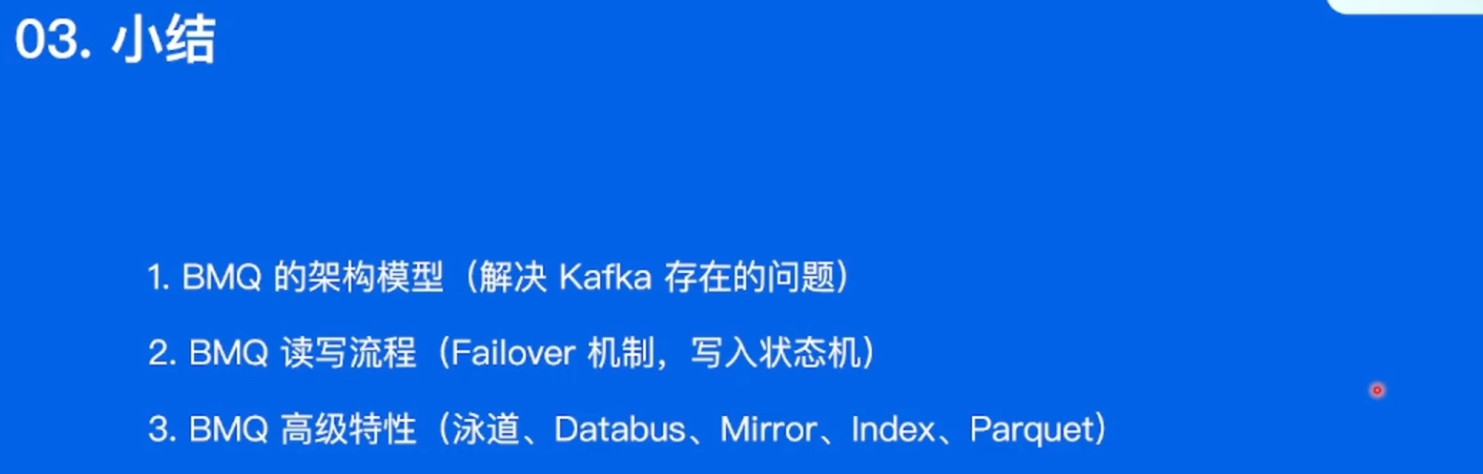 03. 小结
1. BMQ 的架构模型（解决 Kafka 存在的问题）
2. BMQ 读写流程（Failover 机制，写入状态机）
3. BMQ 高级特性（泳道、Databus、Mirror、Index、Parquet）